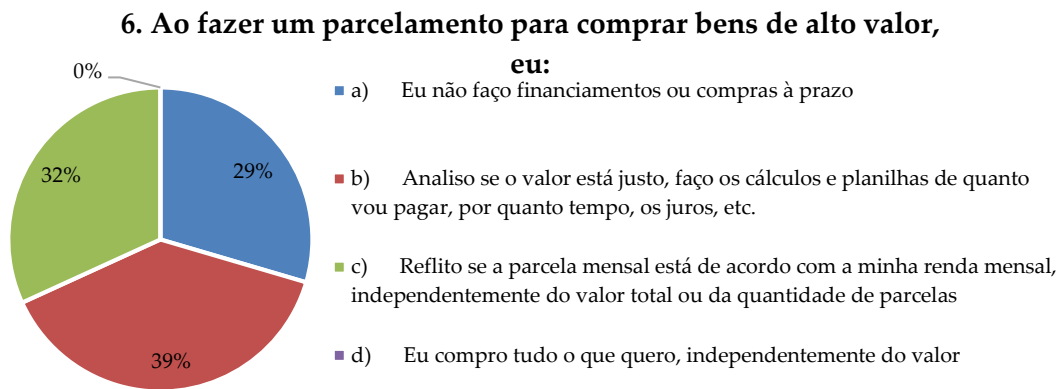 6. Ao fazer um parcelamento para comprar bens de alto valor,
eu:
0%
a) Eu não faço financiamentos ou compras à prazo
32%
29%
b) Analiso se o valor está justo, faço os cálculos e planilhas de quanto
vou pagar, por quanto tempo, os juros, etc.
c) Reflito se a parcela mensal está de acordo com a minha renda mensal,
independentemente do valor total ou da quantidade de parcelas
39%
d) Eu compro tudo o que quero, independentemente do valor